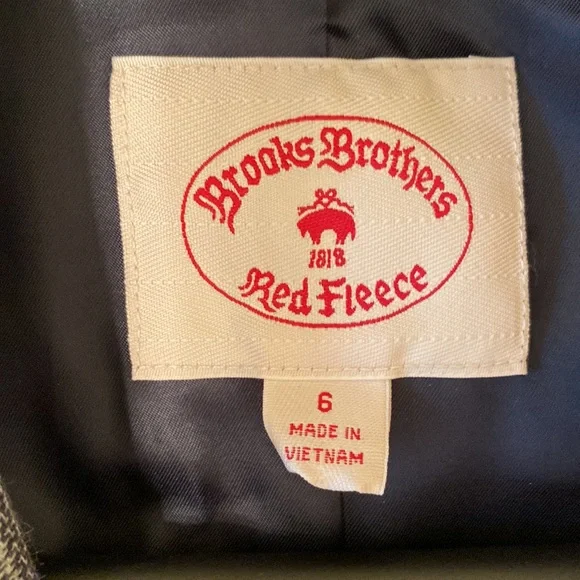 Brooks Brothers
1818
Red Fleece
6
MADE IN
VIETNAM